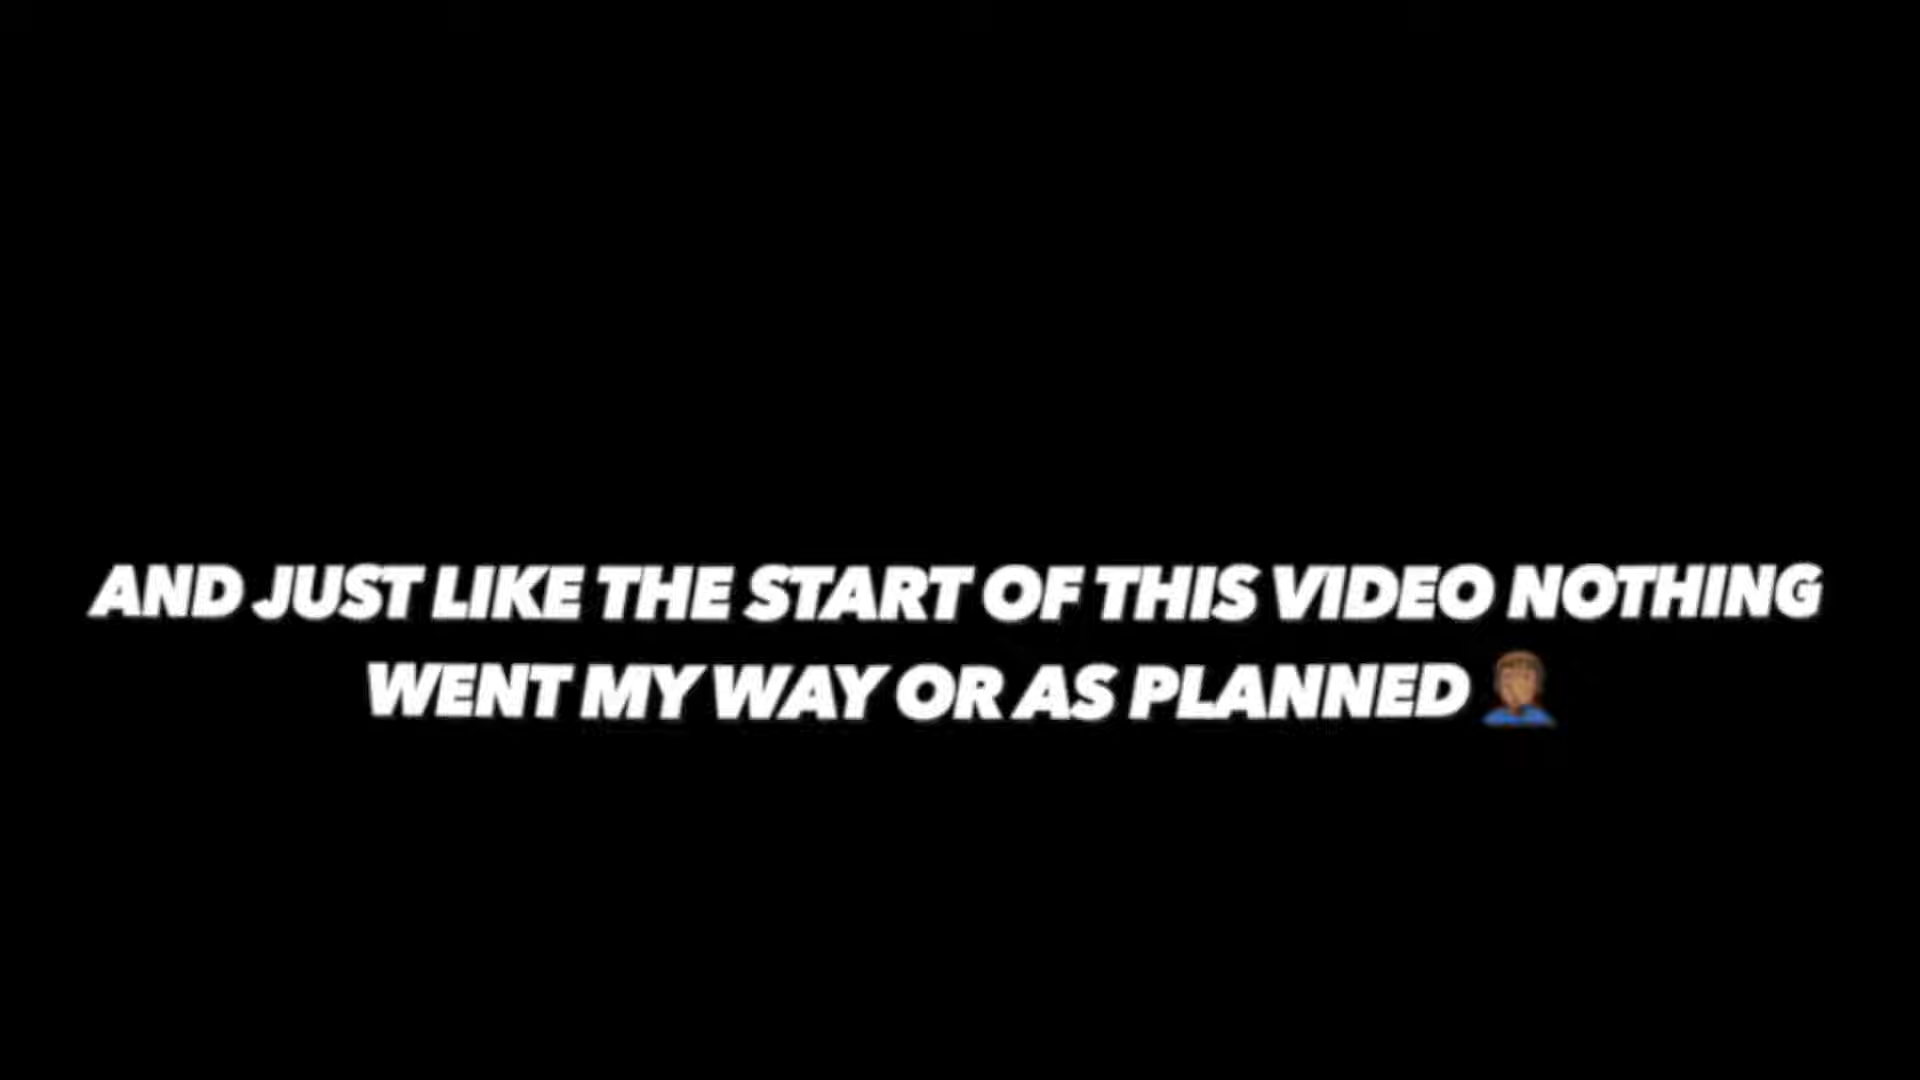 AND JUST LIKE THE START OF THIS VIDEO NOTHING
WENT MY WAY OR AS PLANNED 🤦🏾‍♂️